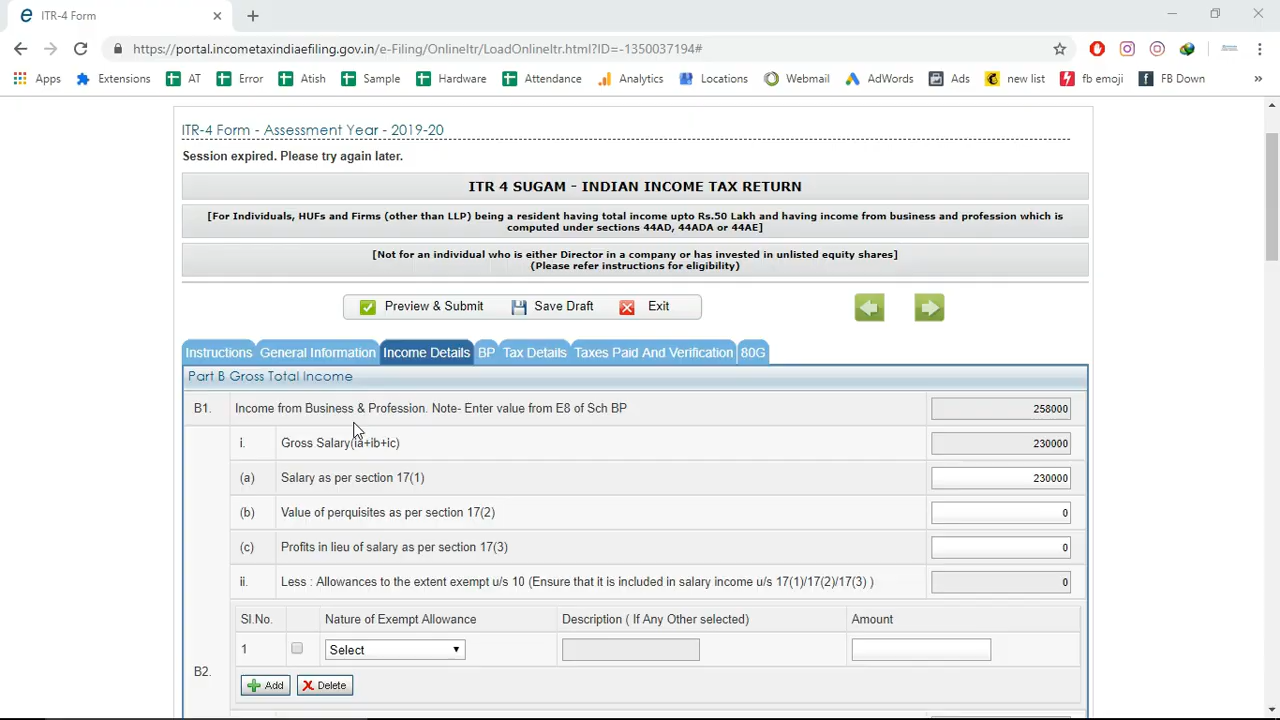 ITR-4 Form
https://portal.incometaxindiaefiling.gov.in/e-Filing/OnlineItr/LoadOnlineItr.html?ID=-1350037194#
Apps Extensions AT Error Atish Sample Hardware Attendance Analytics Locations Webmail AdWords Ads new list fb emoji FB Down »
ITR-4 Form - Assessment Year - 2019-20
Session expired. Please try again later.
ITR 4 SUGAM - INDIAN INCOME TAX RETURN
[For Individuals, HUFs and Firms (other than LLP) being a resident having total income upto Rs.50 Lakh and having income from business and profession which is
computed under sections 44AD, 44ADA or 44AE]
[Not for an individual who is either Director in a company or has invested in unlisted equity shares]
(Please refer instructions for eligibility)
Preview & Submit Save Draft Exit
Instructions General Information Income Details BP Tax Details Taxes Paid And Verification 80G
Part B Gross Total Income
B1. Income from Business & Profession. Note- Enter value from E8 of Sch BP 258000
i. Gross Salary(ia+ib+ic) 230000
(a) Salary as per section 17(1) 230000
(b) Value of perquisites as per section 17(2) 0
(c) Profits in lieu of salary as per section 17(3) 0
ii. Less : Allowances to the extent exempt u/s 10 (Ensure that it is included in salary income u/s 17(1)/17(2)/17(3) ) 0
Sl.No. Nature of Exempt Allowance Description ( If Any Other selected) Amount
1 Select
B2.
Add Delete